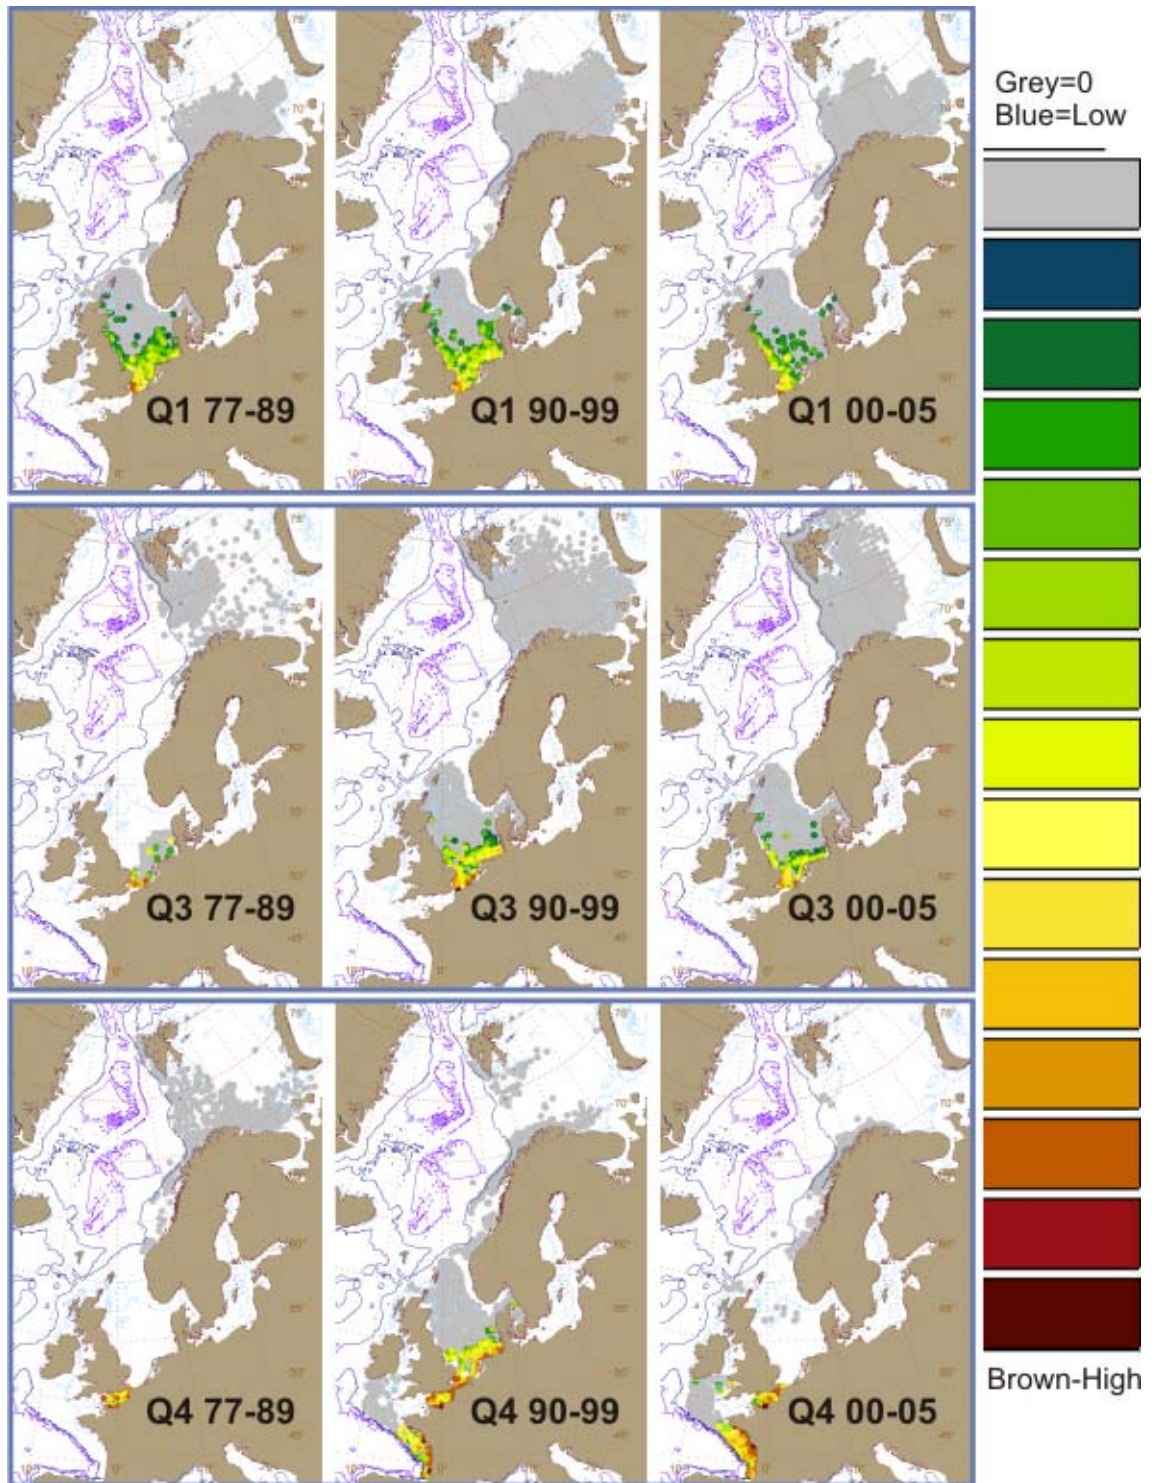 Grey=0
Blue=Low
Q1 77-89
Q1 90-99
Q1 00-05
Q3 77-89
Q3 90-99
Q3 00-05
Q4 77-89
Q4 90-99
Q4 00-05
Brown-High